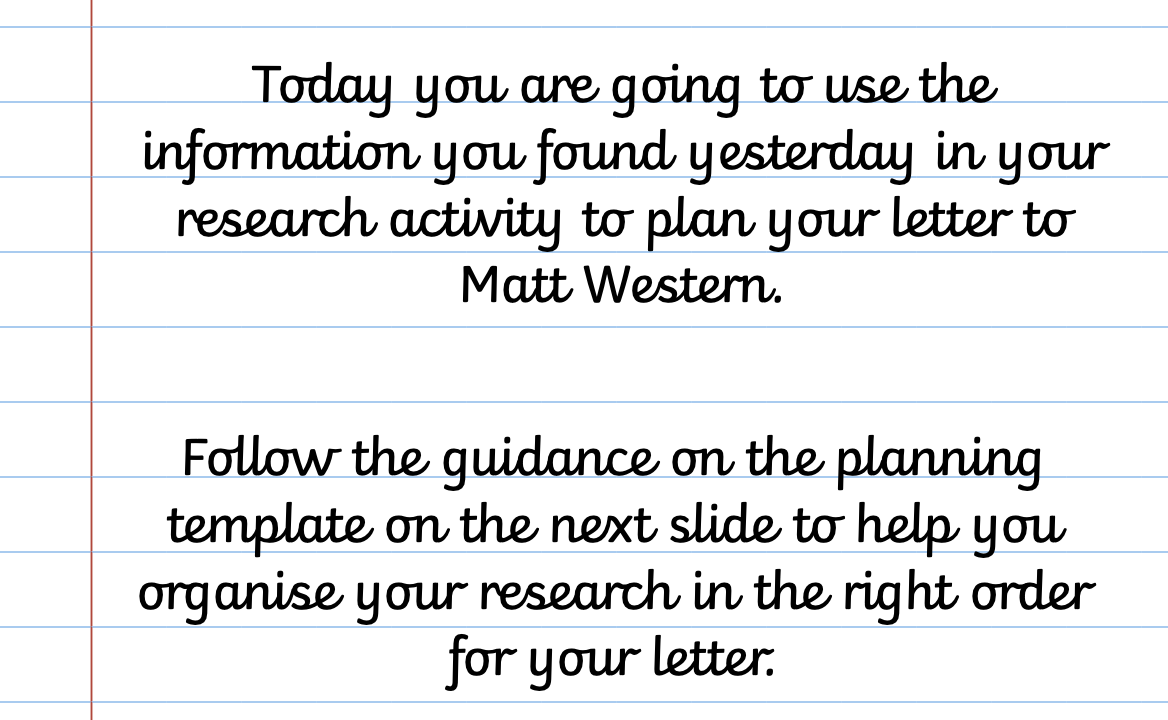 Today you are going to use the
information you found yesterday in your
research activity to plan your letter to
Matt Western.
Follow the guidance on the planning
template on the next slide to help you
organise your research in the right order
for your letter.